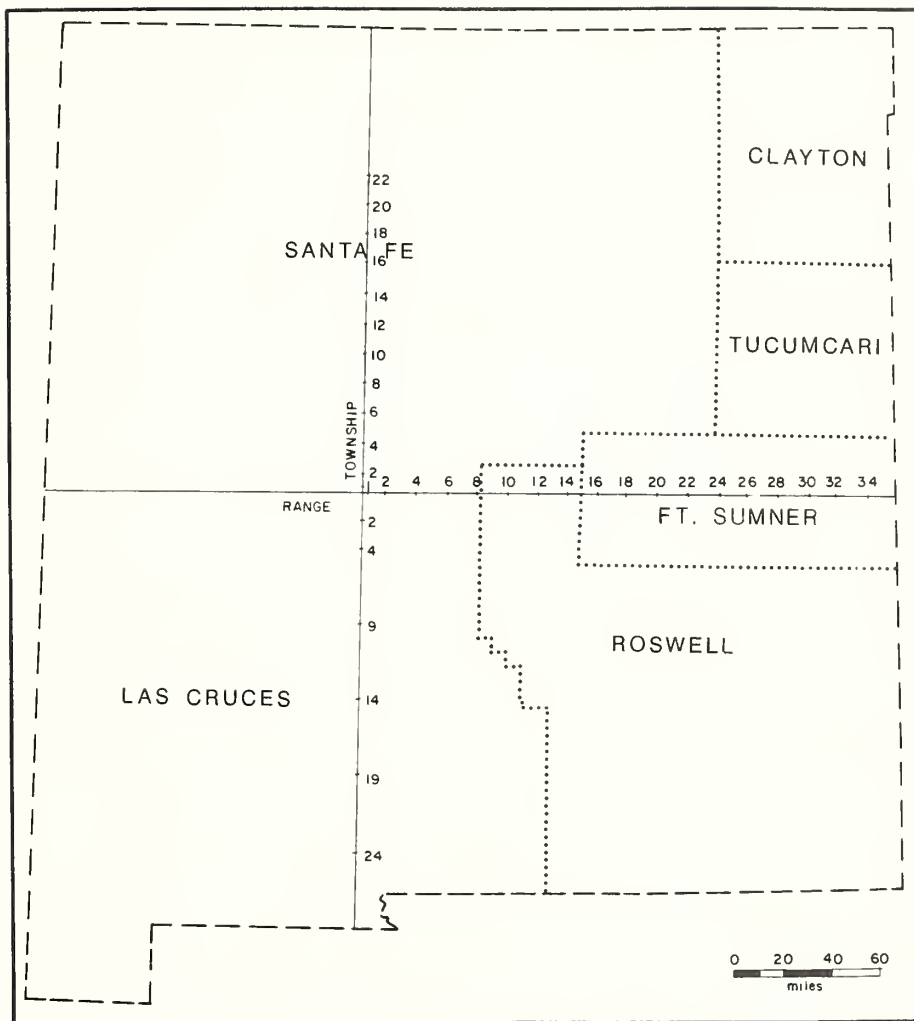 CLAYTON
22
20
18
SANTA FE
16
14
12
TUCUMCARI
10
8
6
TOWNSHIP
4
2
2 4 6 8 10 12 14 16 18 20 22 24 26 28 30 32 34
RANGE
2
FT. SUMNER
4
9
ROSWELL
LAS CRUCES
14
19
24
0 20 40 60
miles